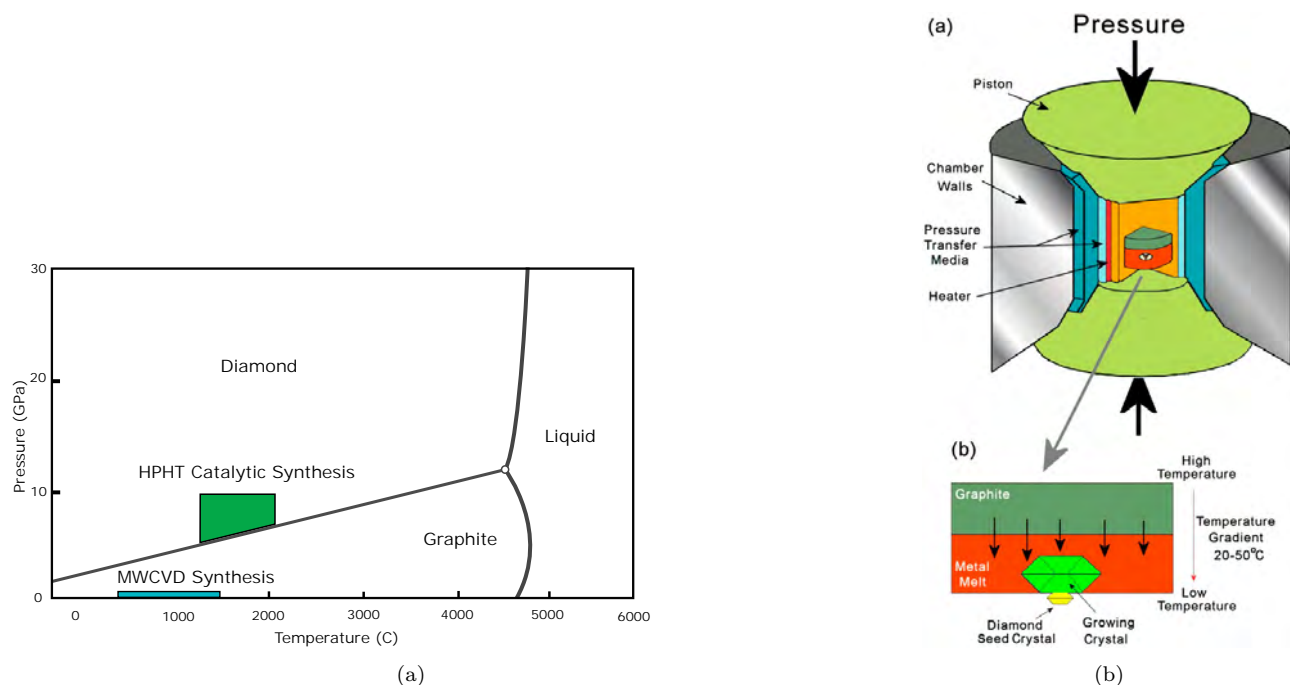 30
20
10
0
Pressure (GPa)
Diamond
HPHT Catalytic Synthesis
MWCVD Synthesis
Graphite
Liquid
0 1000 2000 3000 4000 5000 6000
Temperature (C)
(a)
(a)
Pressure
Piston
Chamber
Walls
Pressure
Transfer
Media
Heater
(b)
High
Temperature
Graphite
Temperature
Gradient
20-50°C
Metal
Melt
Low
Temperature
Diamond
Seed Crystal
Growing
Crystal
(b)